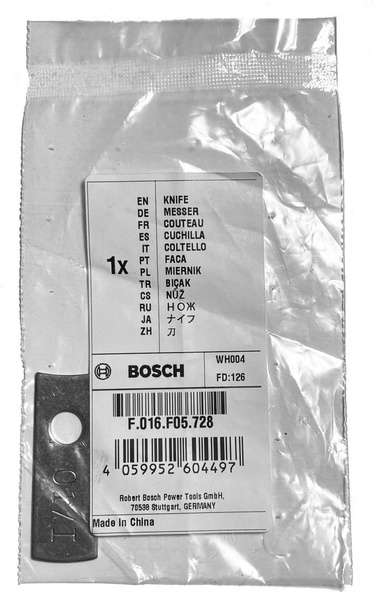 1x
EN KNIFE
DE MESSER
FR COUTEAU
ES CUCHILLA
IT COLTELLO
PT FACA
PL MIERNIK
TR BIÇAK
CS NŮŽ
RU НОЖ
JA ナイフ
ZH 刀
BOSCH
WH004
FD:126
F.016.F05.728
4 059952 604497
Robert Bosch Power Tools GmbH,
70538 Stuttgart, GERMANY
Made in China